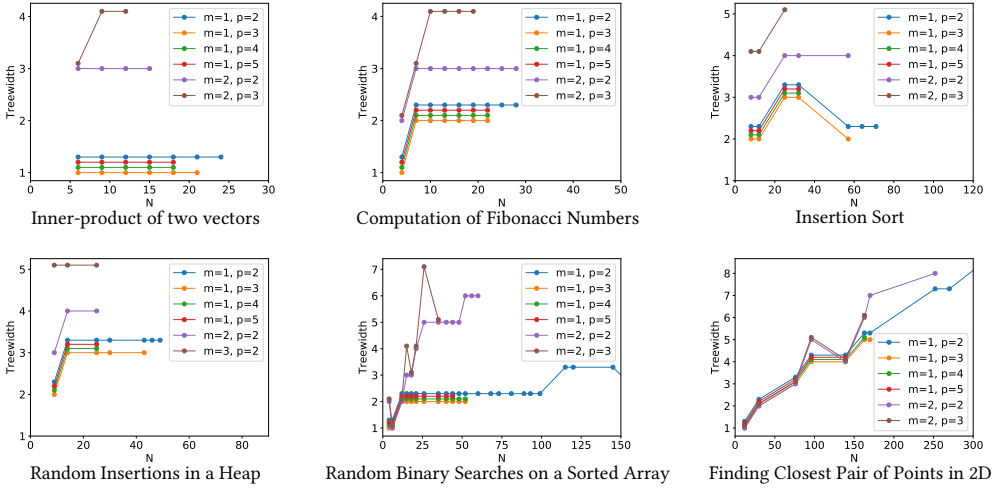 4
3
2
1
Treewidth
0 5 10 15 20 25 30
N
m=1, p=2
m=1, p=3
m=1, p=4
m=1, p=5
m=2, p=2
m=2, p=3
Inner-product of two vectors
4
3
2
1
Treewidth
0 10 20 30 40 50
N
m=1, p=2
m=1, p=3
m=1, p=4
m=1, p=5
m=2, p=2
m=2, p=3
Computation of Fibonacci Numbers
5
4
3
2
1
Treewidth
0 20 40 60 80 100 120
N
m=1, p=2
m=1, p=3
m=1, p=4
m=1, p=5
m=2, p=2
m=2, p=3
Insertion Sort
5
4
3
2
1
Treewidth
0 20 40 60 80
N
m=1, p=2
m=1, p=3
m=1, p=4
m=1, p=5
m=2, p=2
m=3, p=2
Random Insertions in a Heap
7
6
5
4
3
2
1
Treewidth
0 25 50 75 100 125 150
N
m=1, p=2
m=1, p=3
m=1, p=4
m=1, p=5
m=2, p=2
m=2, p=3
Random Binary Searches on a Sorted Array
8
7
6
5
4
3
2
1
Treewidth
0 50 100 150 200 250 300
N
m=1, p=2
m=1, p=3
m=1, p=4
m=1, p=5
m=2, p=2
m=2, p=3
Finding Closest Pair of Points in 2D